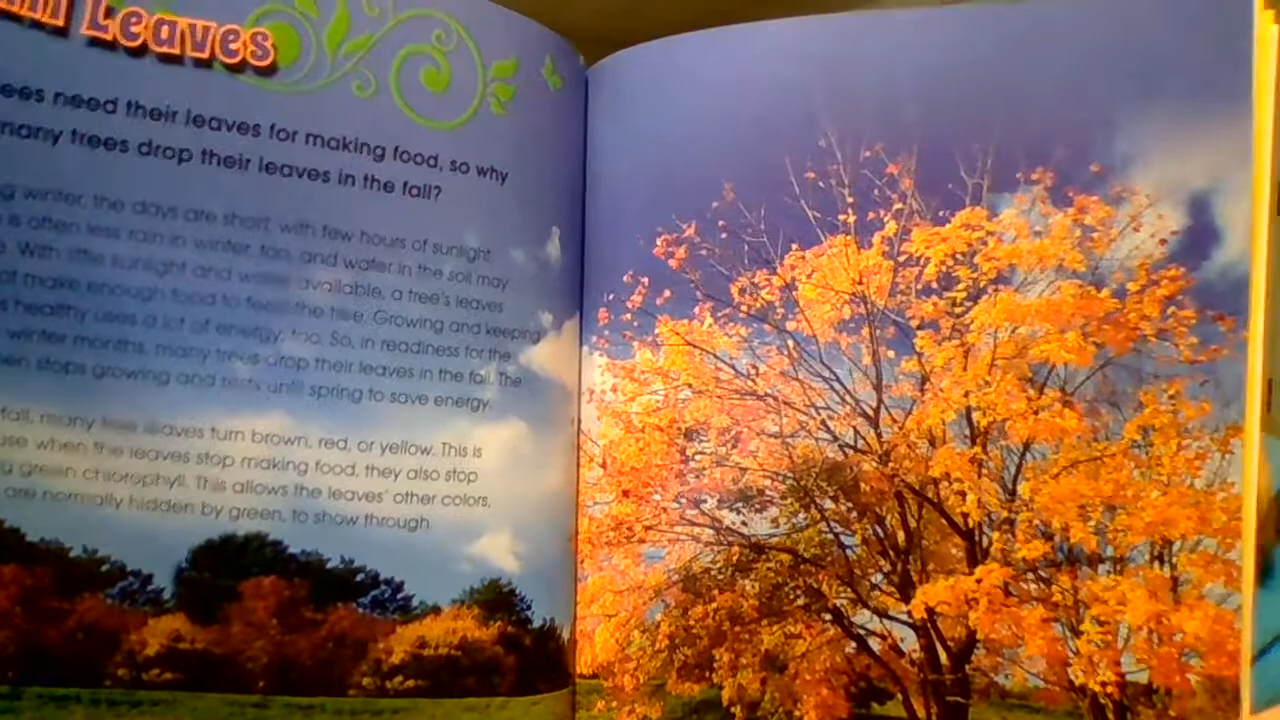 Leaves
need their leaves for making food, so why
many trees drop their leaves in the fall?
winter, the days are short, with few hours of sunlight.
is often less rain in winter, too, and water in the soil may
With little sunlight and available, a tree's leaves
make enough food to feed the tree. Growing and keeping
healthy uses a lot of energy, too. So, in readiness for the
winter months, many trees drop their leaves in the fall. The
stops growing and rests until spring to save energy.
fall, many leaves turn brown, red, or yellow. This is
when the leaves stop making food, they also stop
green chlorophyll. This allows the leaves' other colors,
are normally hidden by green, to show through.